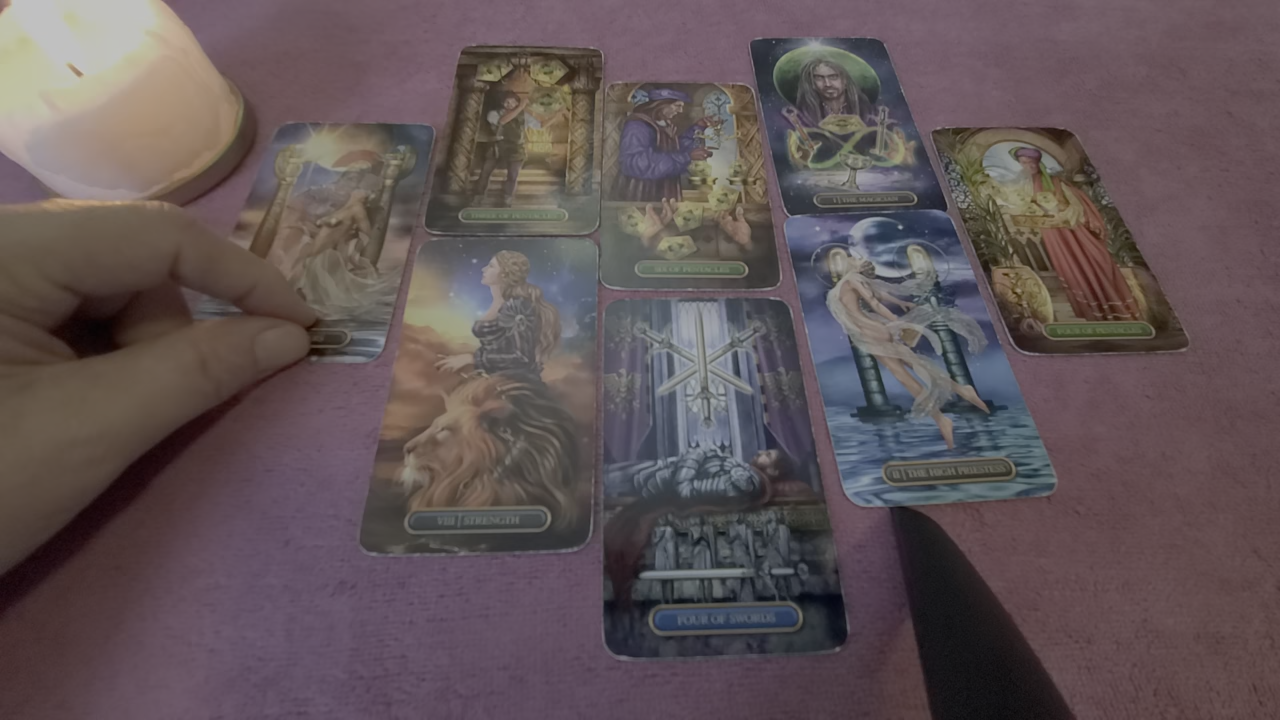 THREE OF PENTACLES
SIX OF PENTACLES
I | THE MAGICIAN
FOUR OF PENTACLES
VIII | STRENGTH
II | THE HIGH PRIESTESS
FOUR OF SWORDS